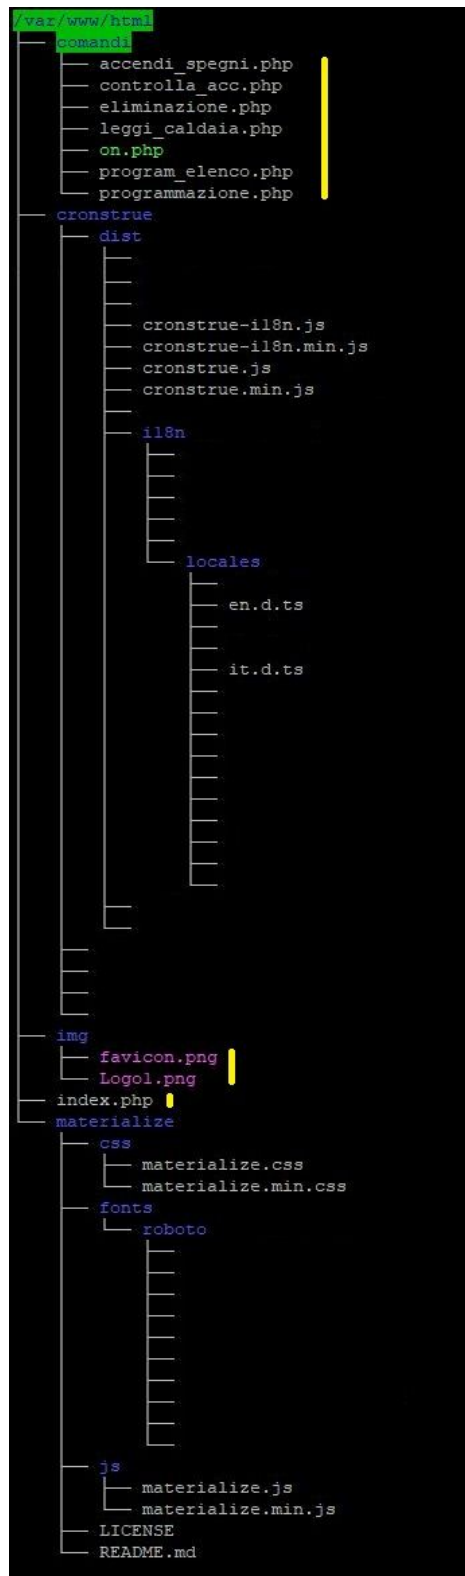 /var/www/html
comandi
accendi_spegni.php
controlla_acc.php
eliminazione.php
leggi_caldaia.php
on.php
program_elenco.php
programmazione.php
cronstrue
dist
cronstrue-i18n.js
cronstrue-i18n.min.js
cronstrue.js
cronstrue.min.js
i18n
locales
en.d.ts
it.d.ts
img
favicon.png
Logo1.png
index.php
materialize
css
materialize.css
materialize.min.css
fonts
roboto
js
materialize.js
materialize.min.js
LICENSE
README.md